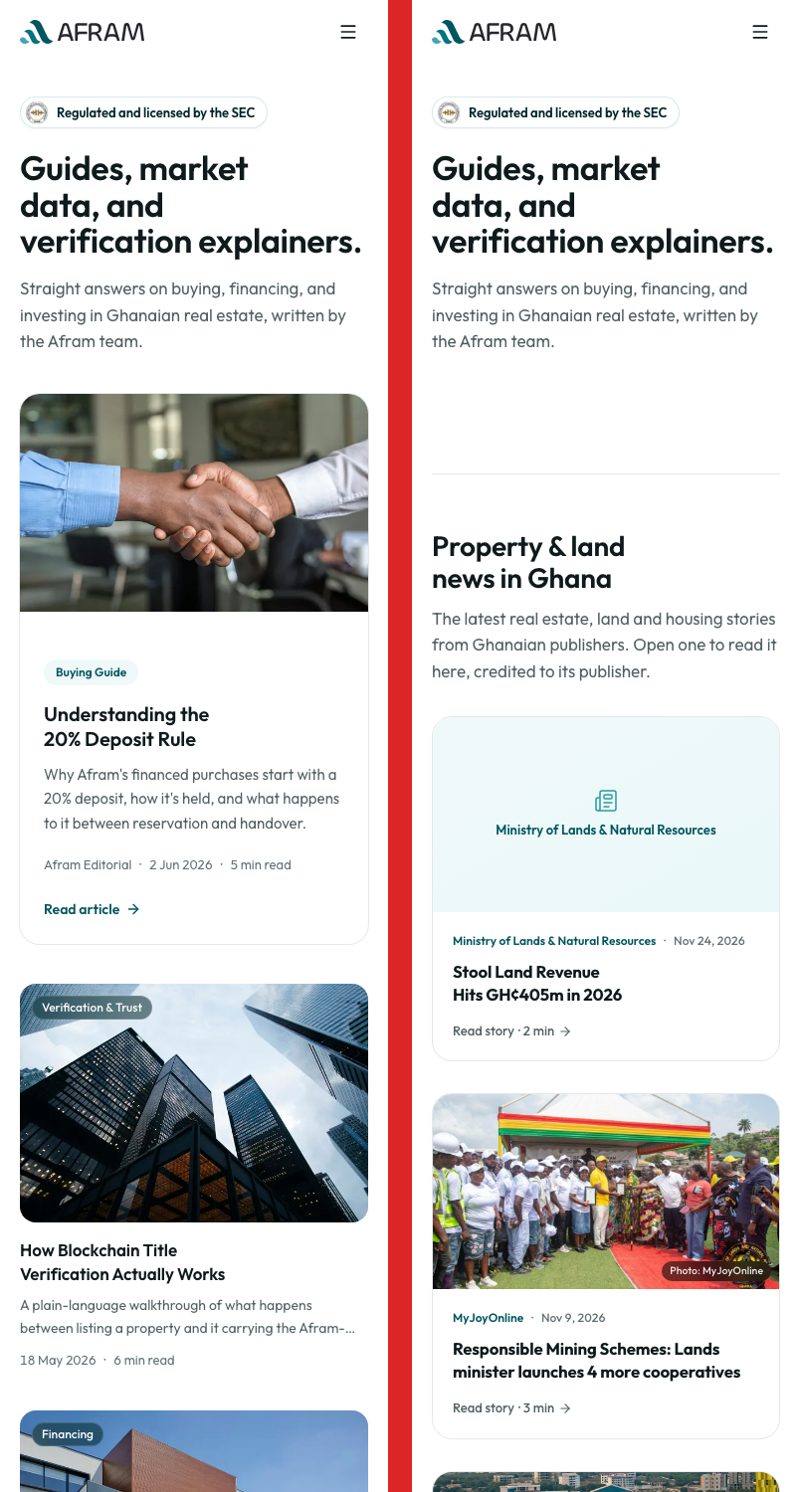 AFRAM
Regulated and licensed by the SEC
Guides, market
data, and
verification explainers.
Straight answers on buying, financing, and
investing in Ghanaian real estate, written by
the Afram team.
Buying Guide
Understanding the
20% Deposit Rule
Why Afram's financed purchases start with a
20% deposit, how it's held, and what happens
to it between reservation and handover.
Afram Editorial · 2 Jun 2026 · 5 min read
Read article →
Verification & Trust
How Blockchain Title
Verification Actually Works
A plain-language walkthrough of what happens
between listing a property and it carrying the Afram-...
18 May 2026 · 6 min read
Financing
AFRAM
Regulated and licensed by the SEC
Guides, market
data, and
verification explainers.
Straight answers on buying, financing, and
investing in Ghanaian real estate, written by
the Afram team.
Property & land
news in Ghana
The latest real estate, land and housing stories
from Ghanaian publishers. Open one to read it
here, credited to its publisher.
Ministry of Lands & Natural Resources
Ministry of Lands & Natural Resources · Nov 24, 2026
Stool Land Revenue
Hits GH¢405m in 2026
Read story · 2 min →
Photo: MyJoyOnline
MyJoyOnline · Nov 9, 2026
Responsible Mining Schemes: Lands
minister launches 4 more cooperatives
Read story · 3 min →